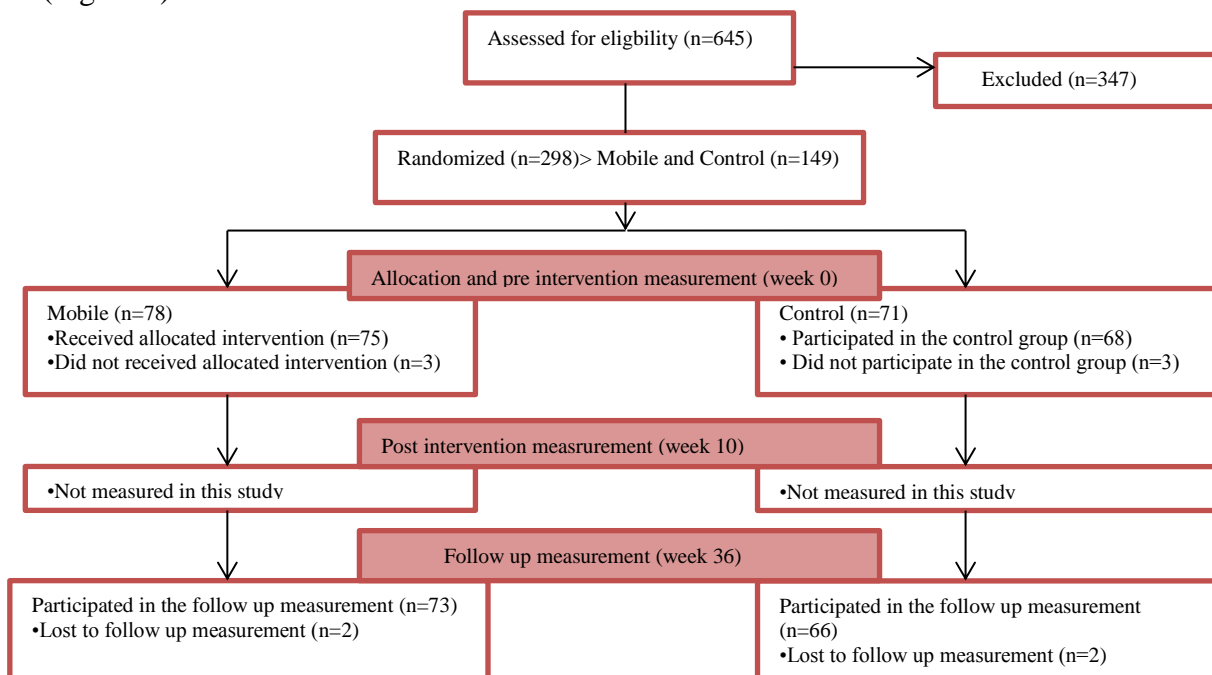 Assessed for eligbility (n=645)
Excluded (n=347)
Randomized (n=298)> Mobile and Control (n=149)
Allocation and pre intervention measurement (week 0)
Mobile (n=78)
•Received allocated intervention (n=75)
•Did not received allocated intervention (n=3)
Control (n=71)
• Participated in the control group (n=68)
• Did not participate in the control group (n=3)
Post intervention measrurement (week 10)
•Not measured in this study
•Not measured in this study
Follow up measurement (week 36)
Participated in the follow up measurement (n=73)
•Lost to follow up measurement (n=2)
Participated in the follow up measurement
(n=66)
•Lost to follow up measurement (n=2)